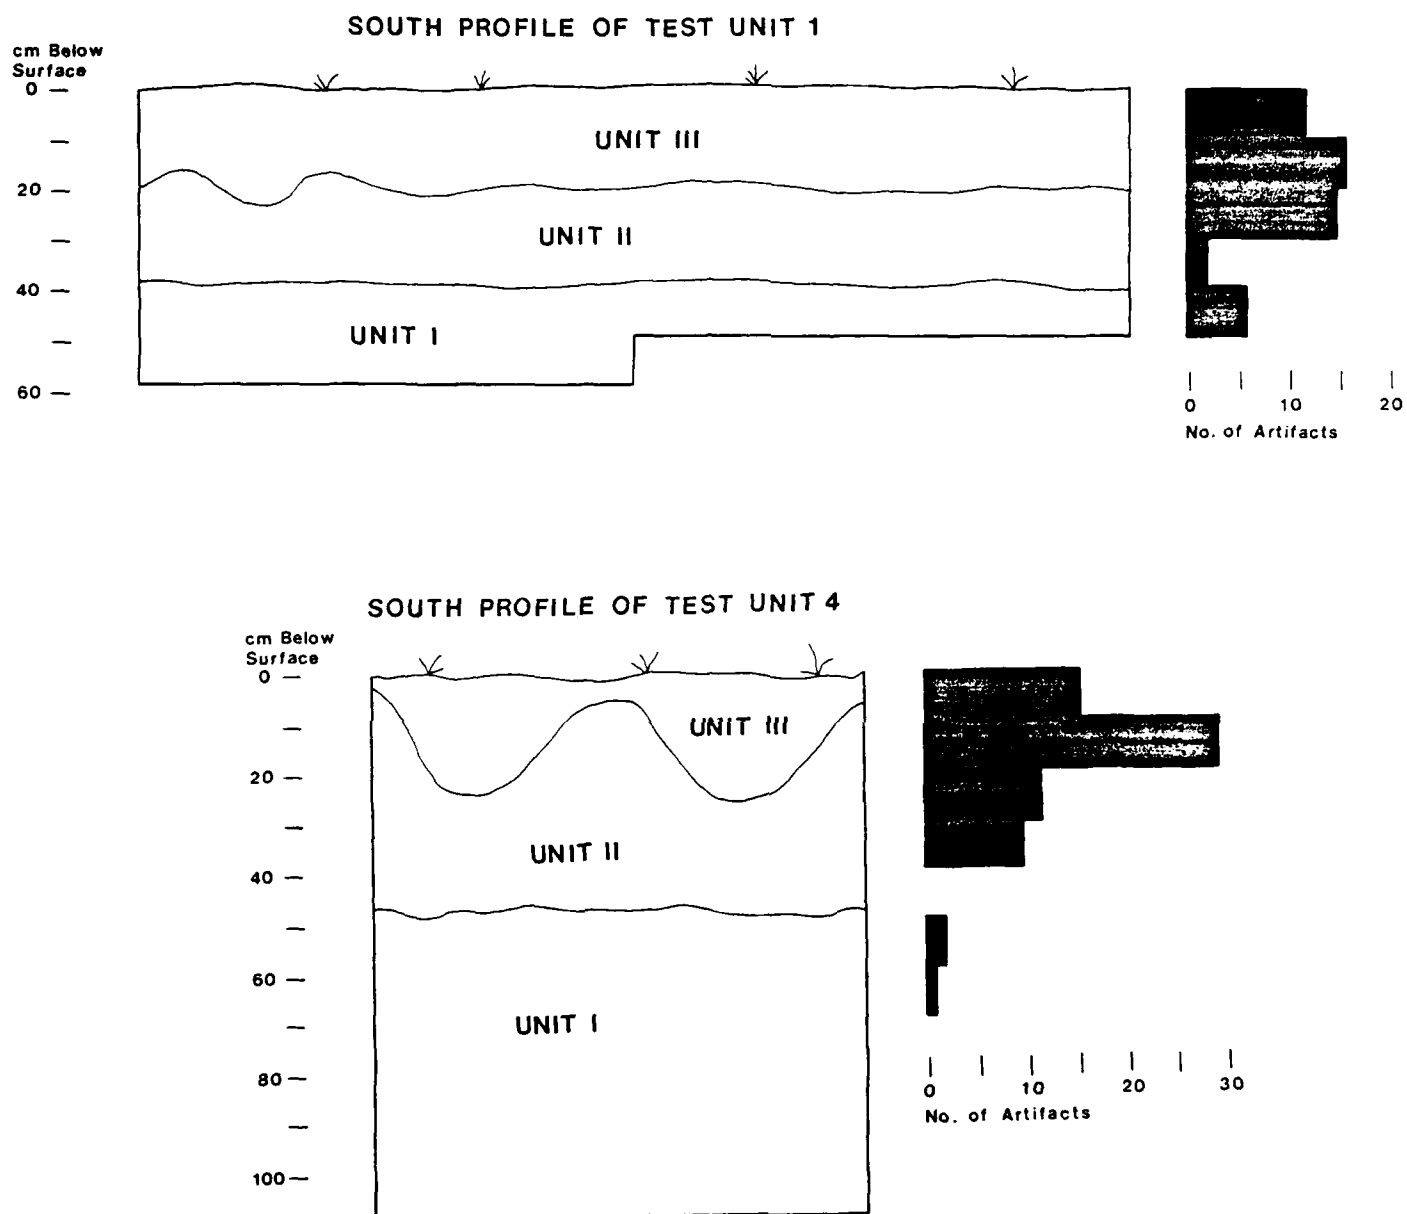 SOUTH PROFILE OF TEST UNIT 1
cm Below
Surface
0
20
40
60
UNIT III
UNIT II
UNIT I
0 10 20
No. of Artifacts
SOUTH PROFILE OF TEST UNIT 4
cm Below
Surface
0
20
40
60
80
100
UNIT III
UNIT II
UNIT I
0 10 20 30
No. of Artifacts